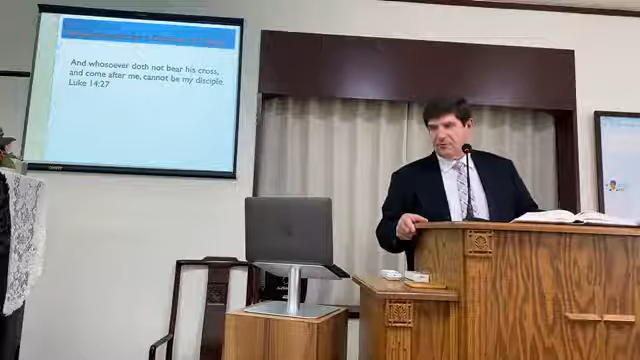 And whosoever doth not bear his cross,
and come after me, cannot be my disciple
Luke 14:27